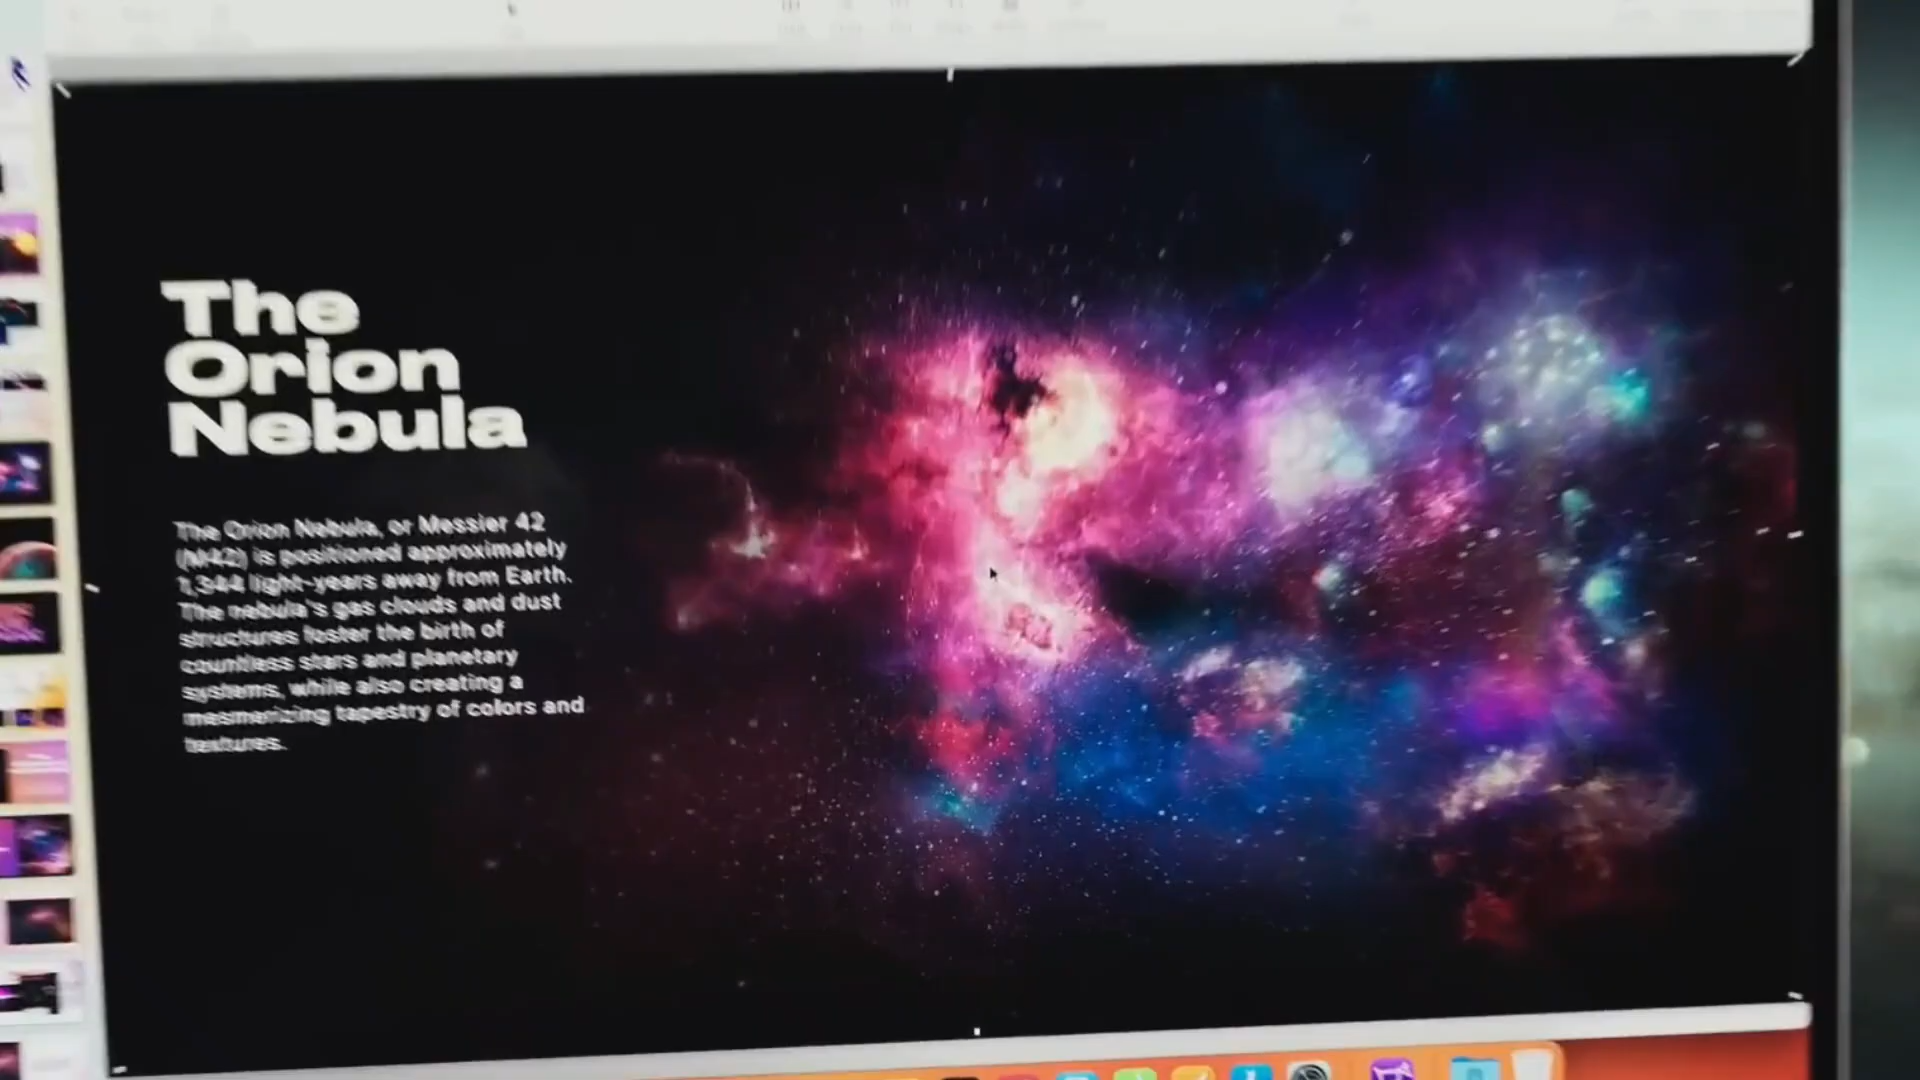 The
Orion
Nebula
The Orion Nebula, or Messier 42
(M42) is positioned approximately
1,344 light-years away from Earth.
The nebula's gas clouds and dust
structures foster the birth of
countless stars and planetary
systems, while also creating a
mesmerizing tapestry of colors and
textures.